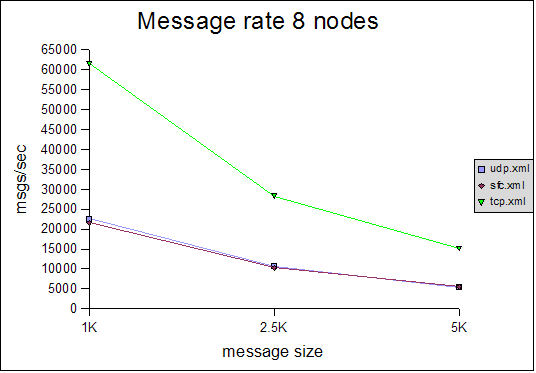 Message rate 8 nodes
65000
60000
55000
50000
45000
40000
35000
30000
25000
20000
15000
10000
5000
0
msgs/sec
1K
2.5K
5K
message size
udp.xml
sfc.xml
tcp.xml